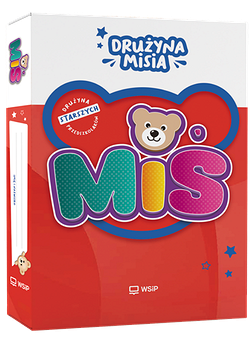 DRUŻYNA
MISIA
DRUŻYNA
STARSZYCH
PRZEDSZKOLAKÓW
MiŚ
MiŚ
WSiP
WSiP